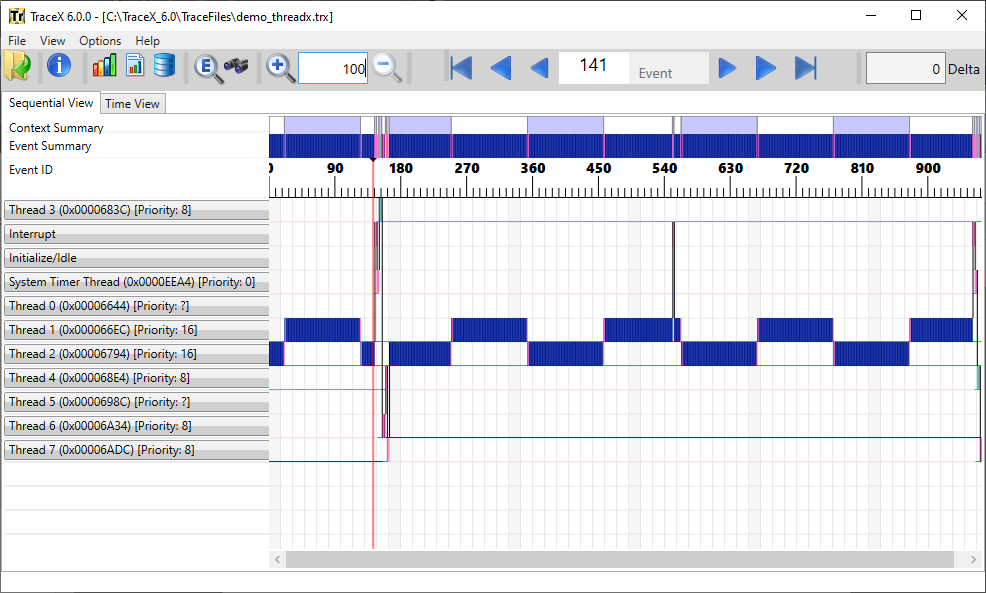 TraceX 6.0.0 - [C:\TraceX_6.0\TraceFiles\demo_threadx.trx]
File View Options Help
E 100 141 Event 0 Delta
Sequential View Time View
Context Summary
Event Summary
Event ID
0 90 180 270 360 450 540 630 720 810 900
Thread 3 (0x0000683C) [Priority: 8]
Interrupt
Initialize/Idle
System Timer Thread (0x0000EEA4) [Priority: 0]
Thread 0 (0x00006644) [Priority: ?]
Thread 1 (0x000066EC) [Priority: 16]
Thread 2 (0x00006794) [Priority: 16]
Thread 4 (0x000068E4) [Priority: 8]
Thread 5 (0x0000698C) [Priority: ?]
Thread 6 (0x00006A34) [Priority: 8]
Thread 7 (0x00006ADC) [Priority: 8]